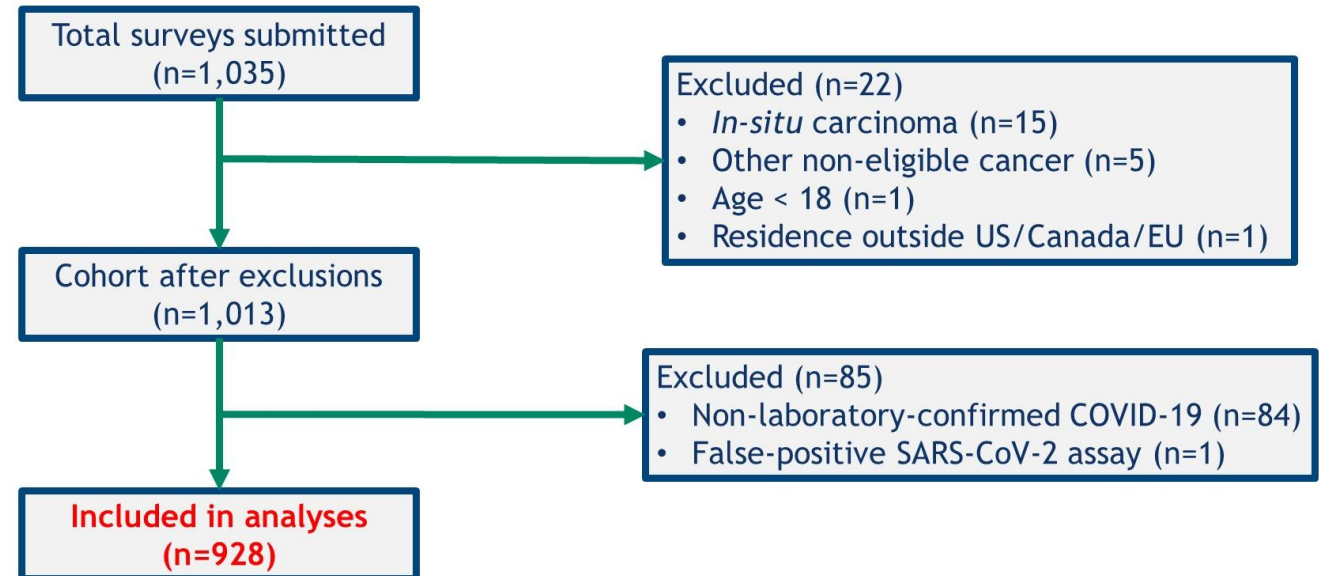 Total surveys submitted
(n=1,035)
Excluded (n=22)
• In-situ carcinoma (n=15)
• Other non-eligible cancer (n=5)
• Age < 18 (n=1)
• Residence outside US/Canada/EU (n=1)
Cohort after exclusions
(n=1,013)
Excluded (n=85)
• Non-laboratory-confirmed COVID-19 (n=84)
• False-positive SARS-CoV-2 assay (n=1)
Included in analyses
(n=928)